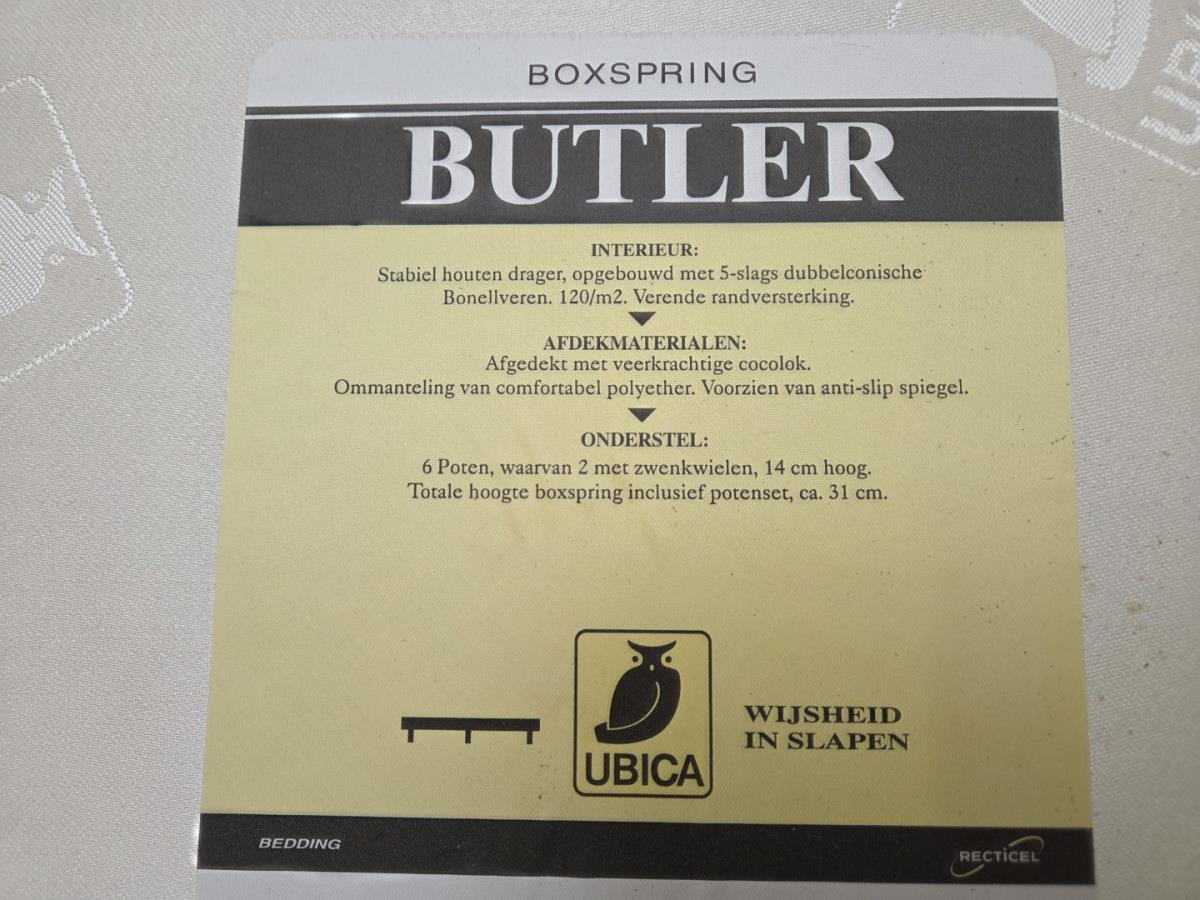 BOXSPRING
BUTLER
INTERIEUR:
Stabiel houten drager, opgebouwd met 5-slags dubbelconische
Bonellveren. 120/m2. Verende randversterking.
AFDEKMATERIALEN:
Afgedekt met veerkrachtige cocolok.
Ommanteling van comfortabel polyether. Voorzien van anti-slip spiegel.
ONDERSTEL:
6 Poten, waarvan 2 met zwenkwielen, 14 cm hoog.
Totale hoogte boxspring inclusief potenset, ca. 31 cm.
WIJSHEID
IN SLAPEN
UBICA
BEDDING
RECTICEL